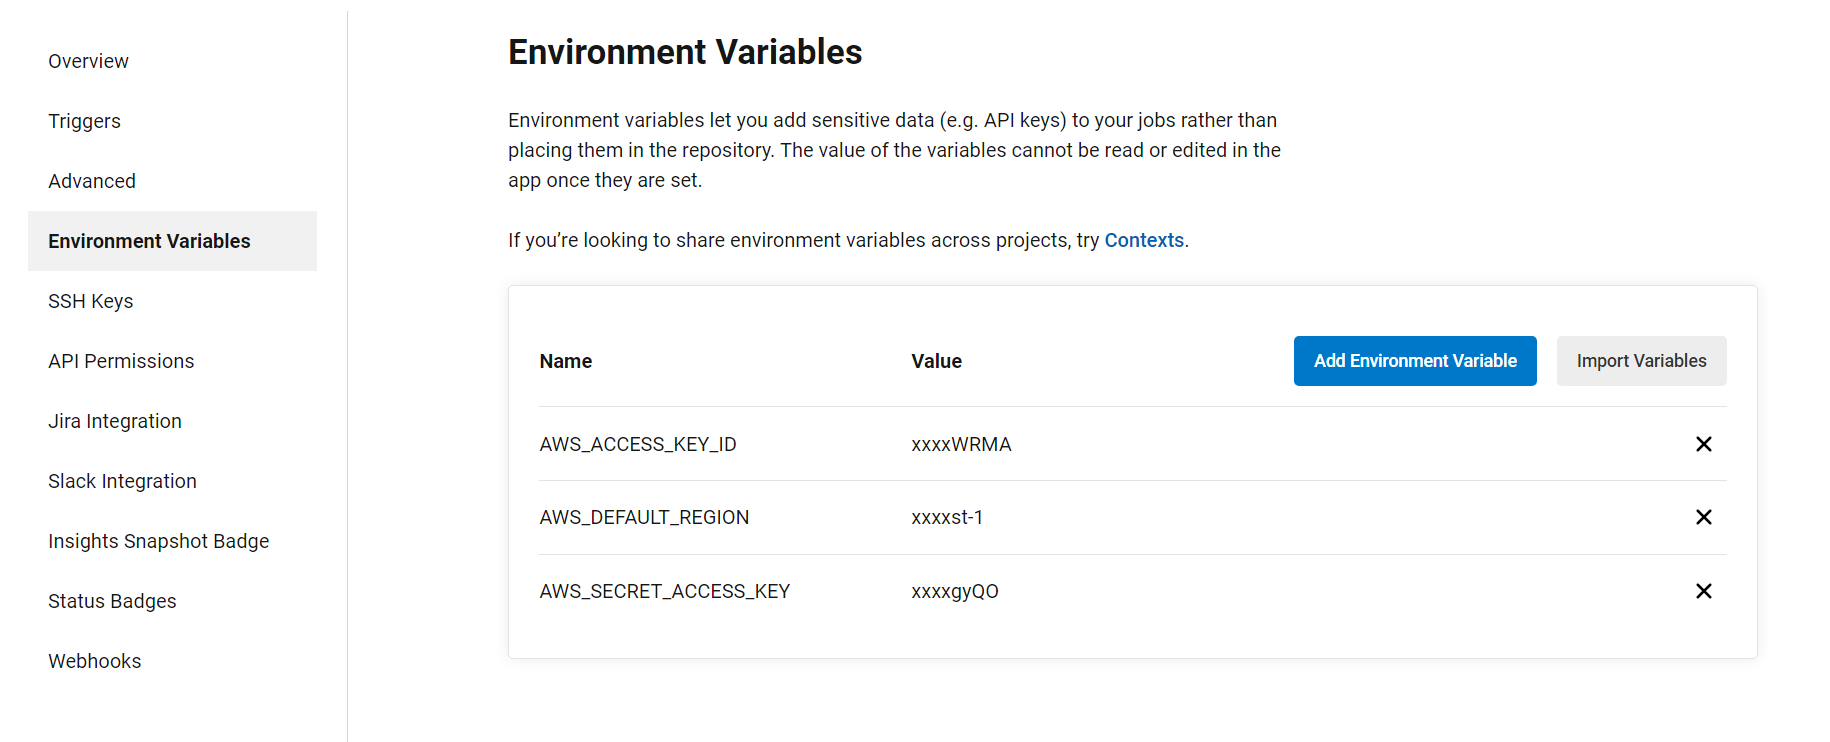 Overview
Triggers
Advanced
Environment Variables
SSH Keys
API Permissions
Jira Integration
Slack Integration
Insights Snapshot Badge
Status Badges
Webhooks
Environment Variables
Environment variables let you add sensitive data (e.g. API keys) to your jobs rather than
placing them in the repository. The value of the variables cannot be read or edited in the
app once they are set.
If you’re looking to share environment variables across projects, try Contexts.
Name Value Add Environment Variable Import Variables
AWS_ACCESS_KEY_ID xxxxWRMA
AWS_DEFAULT_REGION xxxxst-1
AWS_SECRET_ACCESS_KEY xxxxgyQO